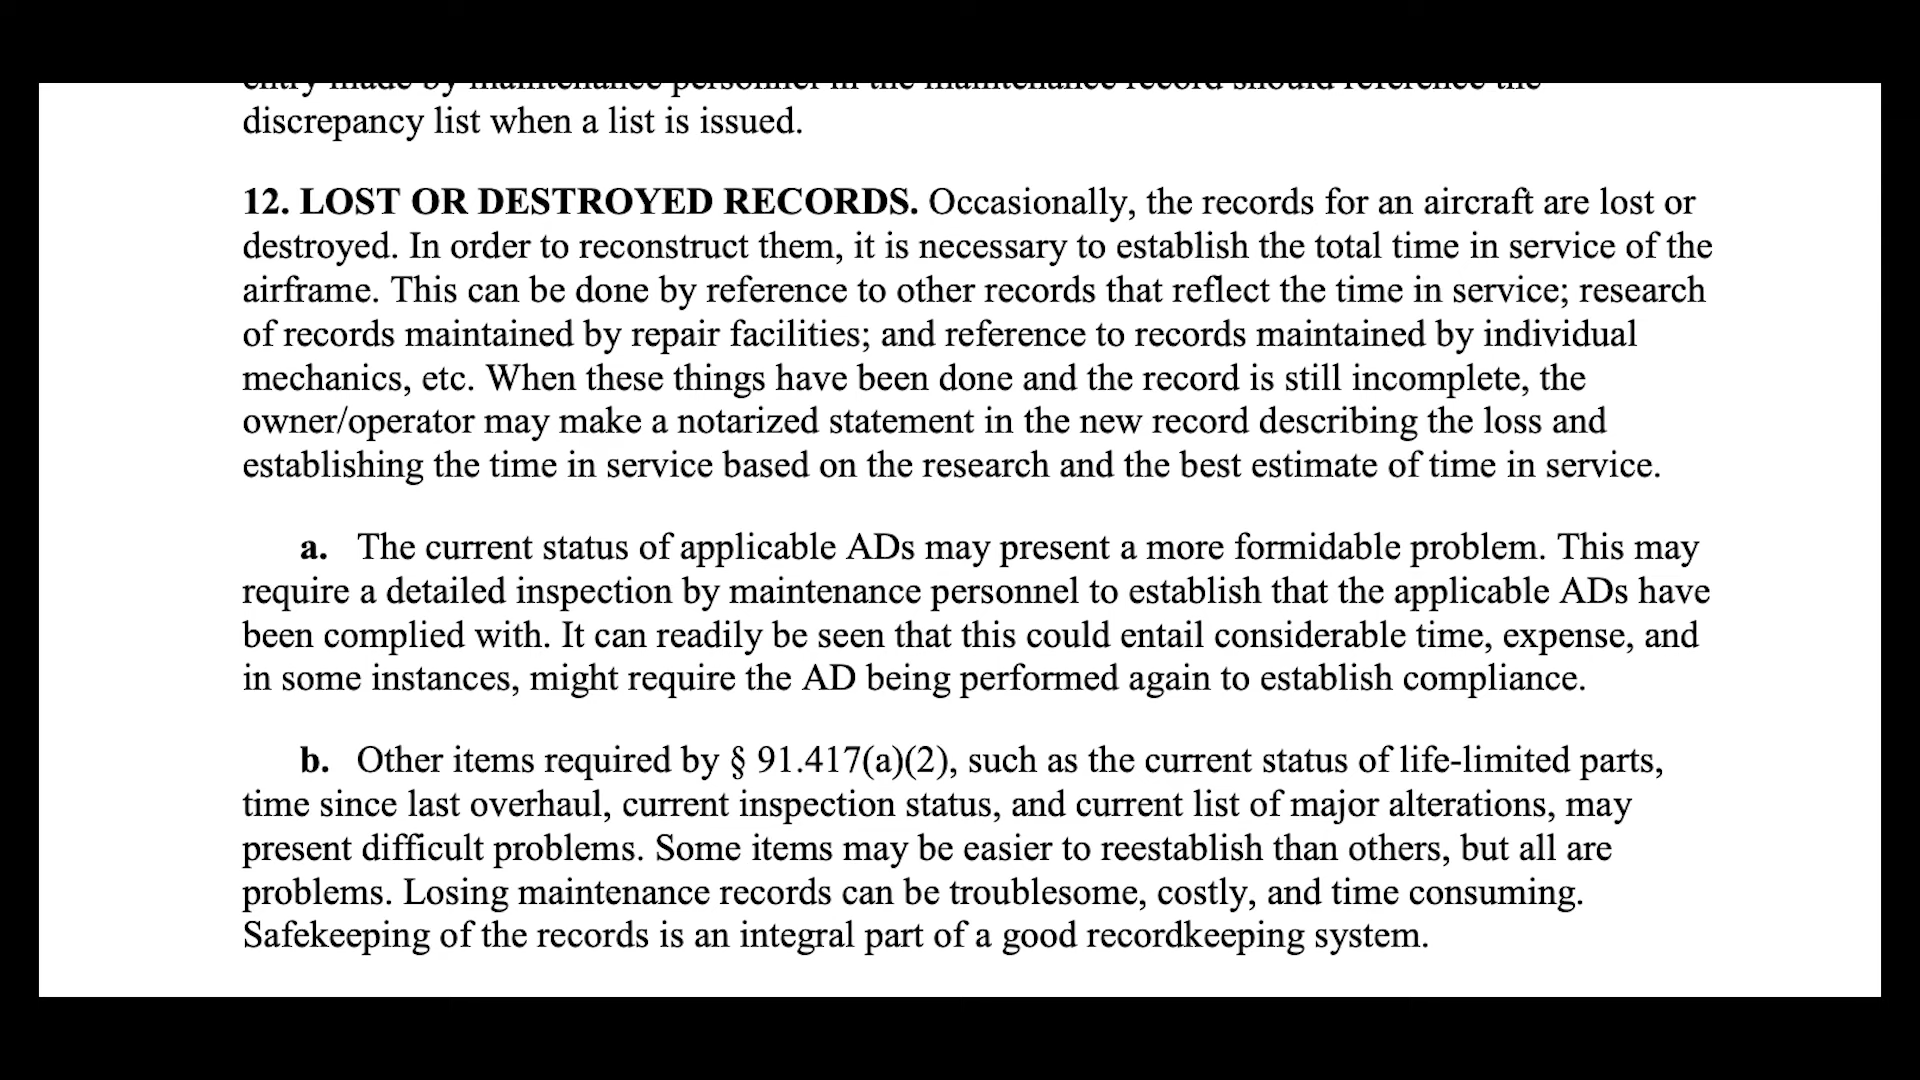 entry made by maintenance personnel in the maintenance record should reference the
discrepancy list when a list is issued.
12. LOST OR DESTROYED RECORDS. Occasionally, the records for an aircraft are lost or
destroyed. In order to reconstruct them, it is necessary to establish the total time in service of the
airframe. This can be done by reference to other records that reflect the time in service; research
of records maintained by repair facilities; and reference to records maintained by individual
mechanics, etc. When these things have been done and the record is still incomplete, the
owner/operator may make a notarized statement in the new record describing the loss and
establishing the time in service based on the research and the best estimate of time in service.
a. The current status of applicable ADs may present a more formidable problem. This may
require a detailed inspection by maintenance personnel to establish that the applicable ADs have
been complied with. It can readily be seen that this could entail considerable time, expense, and
in some instances, might require the AD being performed again to establish compliance.
b. Other items required by § 91.417(a)(2), such as the current status of life-limited parts,
time since last overhaul, current inspection status, and current list of major alterations, may
present difficult problems. Some items may be easier to reestablish than others, but all are
problems. Losing maintenance records can be troublesome, costly, and time consuming.
Safekeeping of the records is an integral part of a good recordkeeping system.